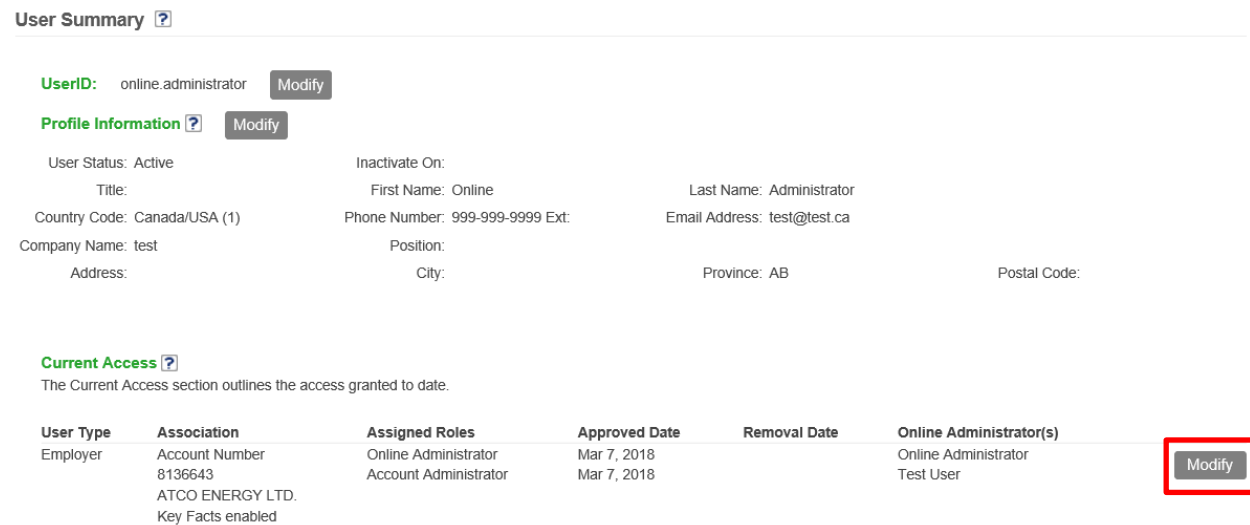 User Summary ?
UserID: online.administrator Modify
Profile Information ? Modify
User Status: Active Inactivate On:
Title: First Name: Online Last Name: Administrator
Country Code: Canada/USA (1) Phone Number: 999-999-9999 Ext: Email Address: test@test.ca
Company Name: test Position:
Address: City: Province: AB Postal Code:
Current Access ?
The Current Access section outlines the access granted to date.
User Type Association Assigned Roles Approved Date Removal Date Online Administrator(s)
Employer Account Number Online Administrator Mar 7, 2018 Online Administrator Modify
8136643 Account Administrator Mar 7, 2018 Test User
ATCO ENERGY LTD.
Key Facts enabled